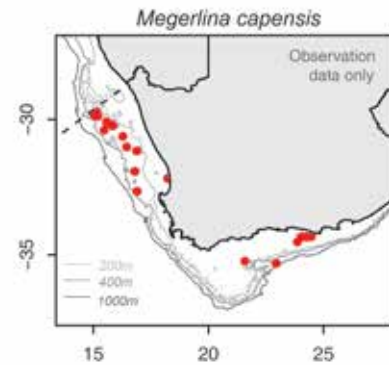 Megerlina capensis
Observation
data only
−30
−35
200m
400m
1000m
15
20
25